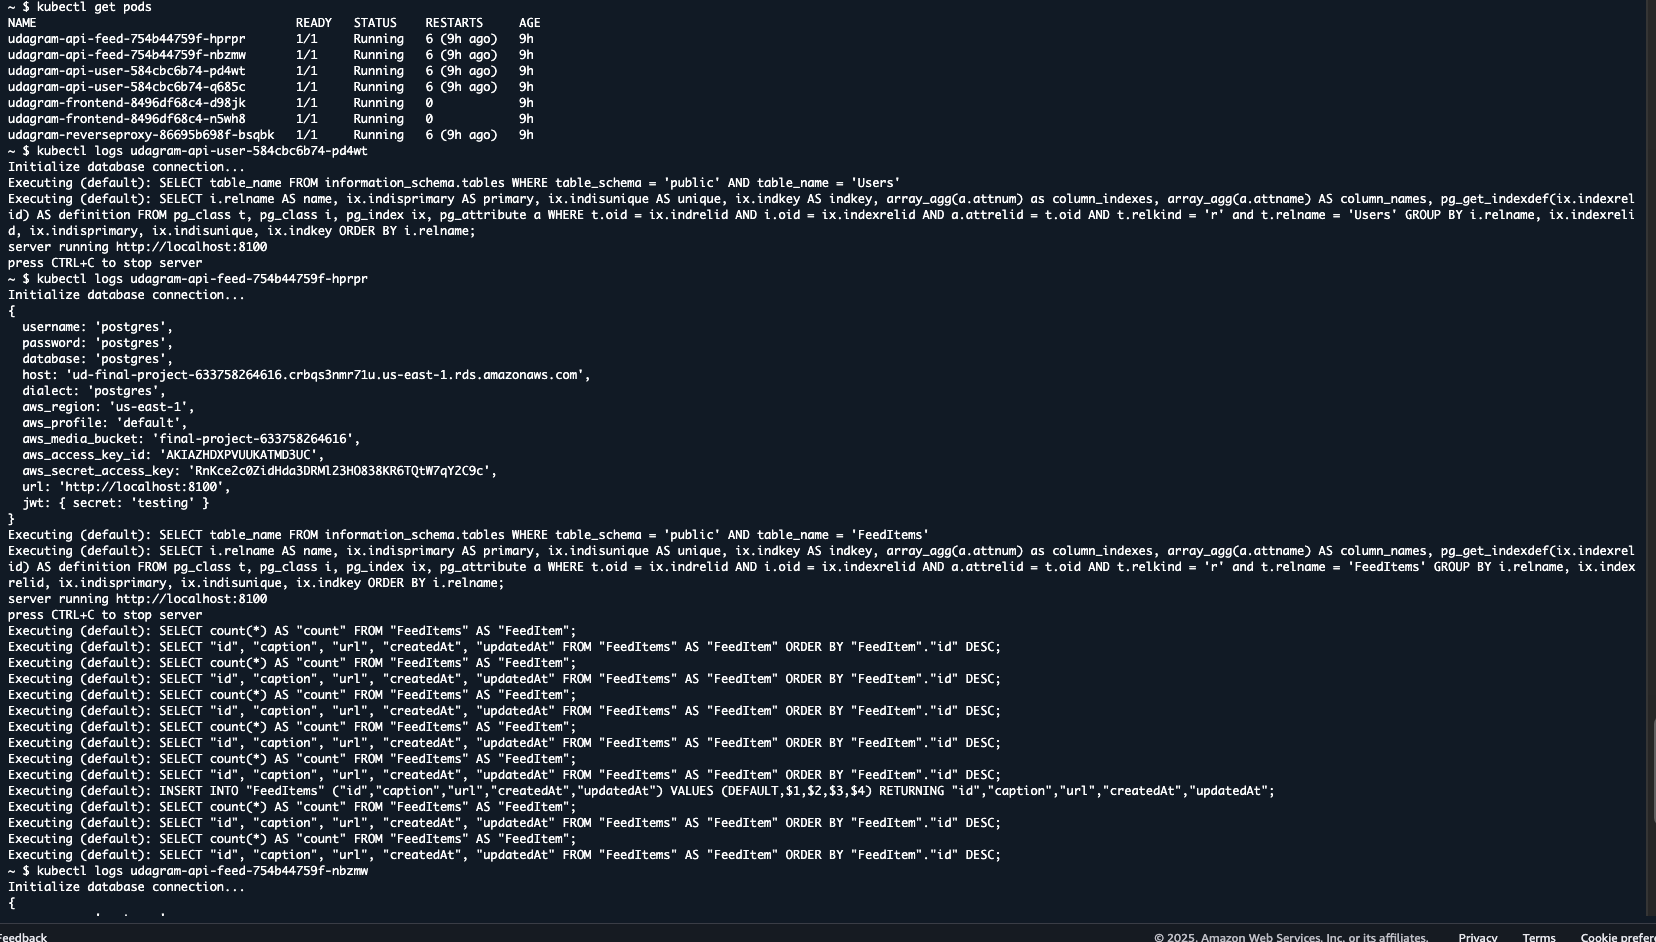 ~ $ kubectl get pods
NAME READY STATUS RESTARTS AGE
udagram-api-feed-754b44759f-hprpr 1/1 Running 6 (9h ago) 9h
udagram-api-feed-754b44759f-nbzmw 1/1 Running 6 (9h ago) 9h
udagram-api-user-584cbc6b74-pd4wt 1/1 Running 6 (9h ago) 9h
udagram-api-user-584cbc6b74-q685c 1/1 Running 6 (9h ago) 9h
udagram-frontend-8496df68c4-d98jk 1/1 Running 0 9h
udagram-frontend-8496df68c4-n5wh8 1/1 Running 0 9h
udagram-reverseproxy-86695b698f-bsqbk 1/1 Running 6 (9h ago) 9h
~ $ kubectl logs udagram-api-user-584cbc6b74-pd4wt
Initialize database connection...
Executing (default): SELECT table_name FROM information_schema.tables WHERE table_schema = 'public' AND table_name = 'Users'
Executing (default): SELECT i.relname AS name, ix.indisprimary AS primary, ix.indisunique AS unique, ix.indkey AS indkey, array_agg(a.attnum) as column_indexes, array_agg(a.attname) AS column_names, pg_get_indexdef(ix.indexrel
id) AS definition FROM pg_class t, pg_class i, pg_index ix, pg_attribute a WHERE t.oid = ix.indrelid AND i.oid = ix.indexrelid AND a.attrelid = t.oid AND t.relkind = 'r' and t.relname = 'Users' GROUP BY i.relname, ix.indexreli
d, ix.indisprimary, ix.indisunique, ix.indkey ORDER BY i.relname;
server running http://localhost:8100
press CTRL+C to stop server
~ $ kubectl logs udagram-api-feed-754b44759f-hprpr
Initialize database connection...
{
username: 'postgres',
password: 'postgres',
database: 'postgres',
host: 'ud-final-project-633758264616.crbqs3nmr71u.us-east-1.rds.amazonaws.com',
dialect: 'postgres',
aws_region: 'us-east-1',
aws_profile: 'default',
aws_media_bucket: 'final-project-633758264616',
aws_access_key_id: 'AKIAZHDXPVUUKATMD3UC',
aws_secret_access_key: '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',
url: 'http://localhost:8100',
jwt: { secret: 'testing' }
}
Executing (default): SELECT table_name FROM information_schema.tables WHERE table_schema = 'public' AND table_name = 'FeedItems'
Executing (default): SELECT i.relname AS name, ix.indisprimary AS primary, ix.indisunique AS unique, ix.indkey AS indkey, array_agg(a.attnum) as column_indexes, array_agg(a.attname) AS column_names, pg_get_indexdef(ix.indexrel
id) AS definition FROM pg_class t, pg_class i, pg_index ix, pg_attribute a WHERE t.oid = ix.indrelid AND i.oid = ix.indexrelid AND a.attrelid = t.oid AND t.relkind = 'r' and t.relname = 'FeedItems' GROUP BY i.relname, ix.index
relid, ix.indisprimary, ix.indisunique, ix.indkey ORDER BY i.relname;
server running http://localhost:8100
press CTRL+C to stop server
Executing (default): SELECT count(*) AS "count" FROM "FeedItems" AS "FeedItem";
Executing (default): SELECT "id", "caption", "url", "createdAt", "updatedAt" FROM "FeedItems" AS "FeedItem" ORDER BY "FeedItem"."id" DESC;
Executing (default): SELECT count(*) AS "count" FROM "FeedItems" AS "FeedItem";
Executing (default): SELECT "id", "caption", "url", "createdAt", "updatedAt" FROM "FeedItems" AS "FeedItem" ORDER BY "FeedItem"."id" DESC;
Executing (default): SELECT count(*) AS "count" FROM "FeedItems" AS "FeedItem";
Executing (default): SELECT "id", "caption", "url", "createdAt", "updatedAt" FROM "FeedItems" AS "FeedItem" ORDER BY "FeedItem"."id" DESC;
Executing (default): SELECT count(*) AS "count" FROM "FeedItems" AS "FeedItem";
Executing (default): SELECT "id", "caption", "url", "createdAt", "updatedAt" FROM "FeedItems" AS "FeedItem" ORDER BY "FeedItem"."id" DESC;
Executing (default): SELECT count(*) AS "count" FROM "FeedItems" AS "FeedItem";
Executing (default): SELECT "id", "caption", "url", "createdAt", "updatedAt" FROM "FeedItems" AS "FeedItem" ORDER BY "FeedItem"."id" DESC;
Executing (default): INSERT INTO "FeedItems" ("id","caption","url","createdAt","updatedAt") VALUES (DEFAULT,$1,$2,$3,$4) RETURNING "id","caption","url","createdAt","updatedAt";
Executing (default): SELECT count(*) AS "count" FROM "FeedItems" AS "FeedItem";
Executing (default): SELECT "id", "caption", "url", "createdAt", "updatedAt" FROM "FeedItems" AS "FeedItem" ORDER BY "FeedItem"."id" DESC;
Executing (default): SELECT count(*) AS "count" FROM "FeedItems" AS "FeedItem";
Executing (default): SELECT "id", "caption", "url", "createdAt", "updatedAt" FROM "FeedItems" AS "FeedItem" ORDER BY "FeedItem"."id" DESC;
~ $ kubectl logs udagram-api-feed-754b44759f-nbzmw
Initialize database connection...
{
Feedback © 2025, Amazon Web Services, Inc. or its affiliates. Privacy Terms Cookie prefere